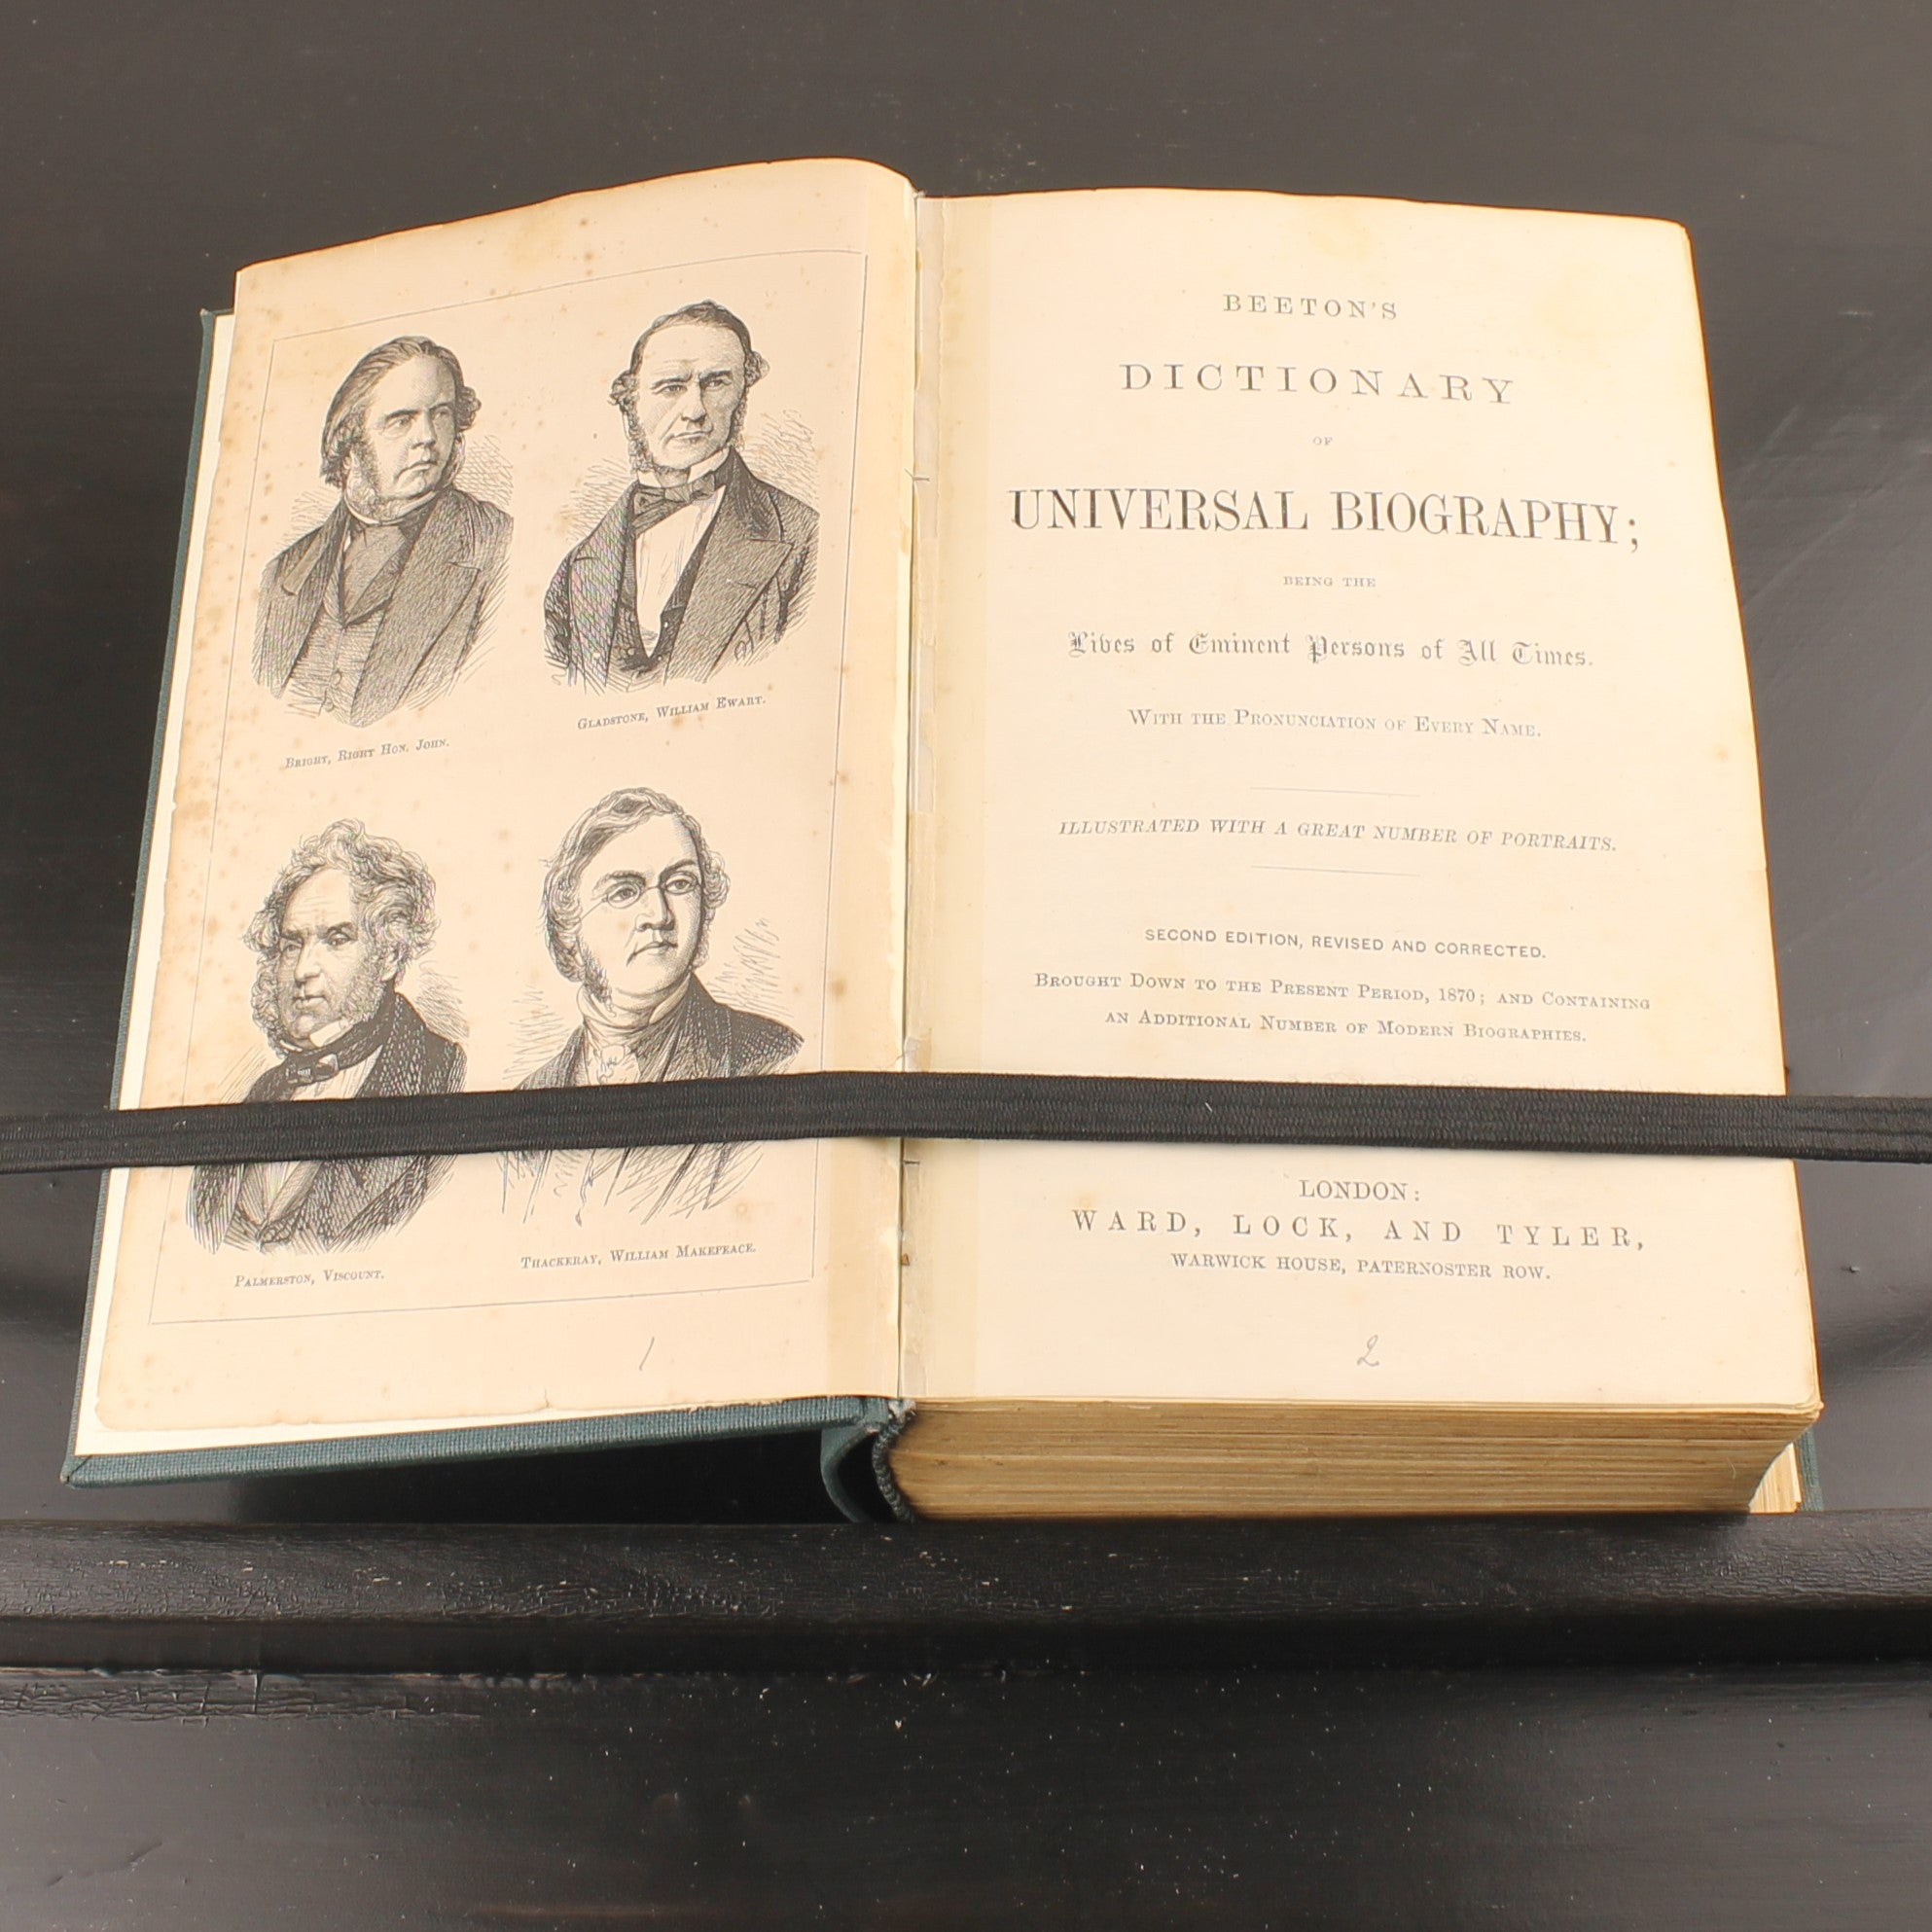 BRIGHT, RIGHT HON. JOHN.
GLADSTONE, WILLIAM EWART.
PALMERSTON, VISCOUNT.
THACKERAY, WILLIAM MAKEPEACE.
1
BEETON'S
DICTIONARY
OF
UNIVERSAL BIOGRAPHY;
BEING THE
Lives of Eminent Persons of All Times.
WITH THE PRONUNCIATION OF EVERY NAME.
ILLUSTRATED WITH A GREAT NUMBER OF PORTRAITS.
SECOND EDITION, REVISED AND CORRECTED.
BROUGHT DOWN TO THE PRESENT PERIOD, 1870; AND CONTAINING
AN ADDITIONAL NUMBER OF MODERN BIOGRAPHIES.
LONDON:
WARD, LOCK, AND TYLER,
WARWICK HOUSE, PATERNOSTER ROW.
2